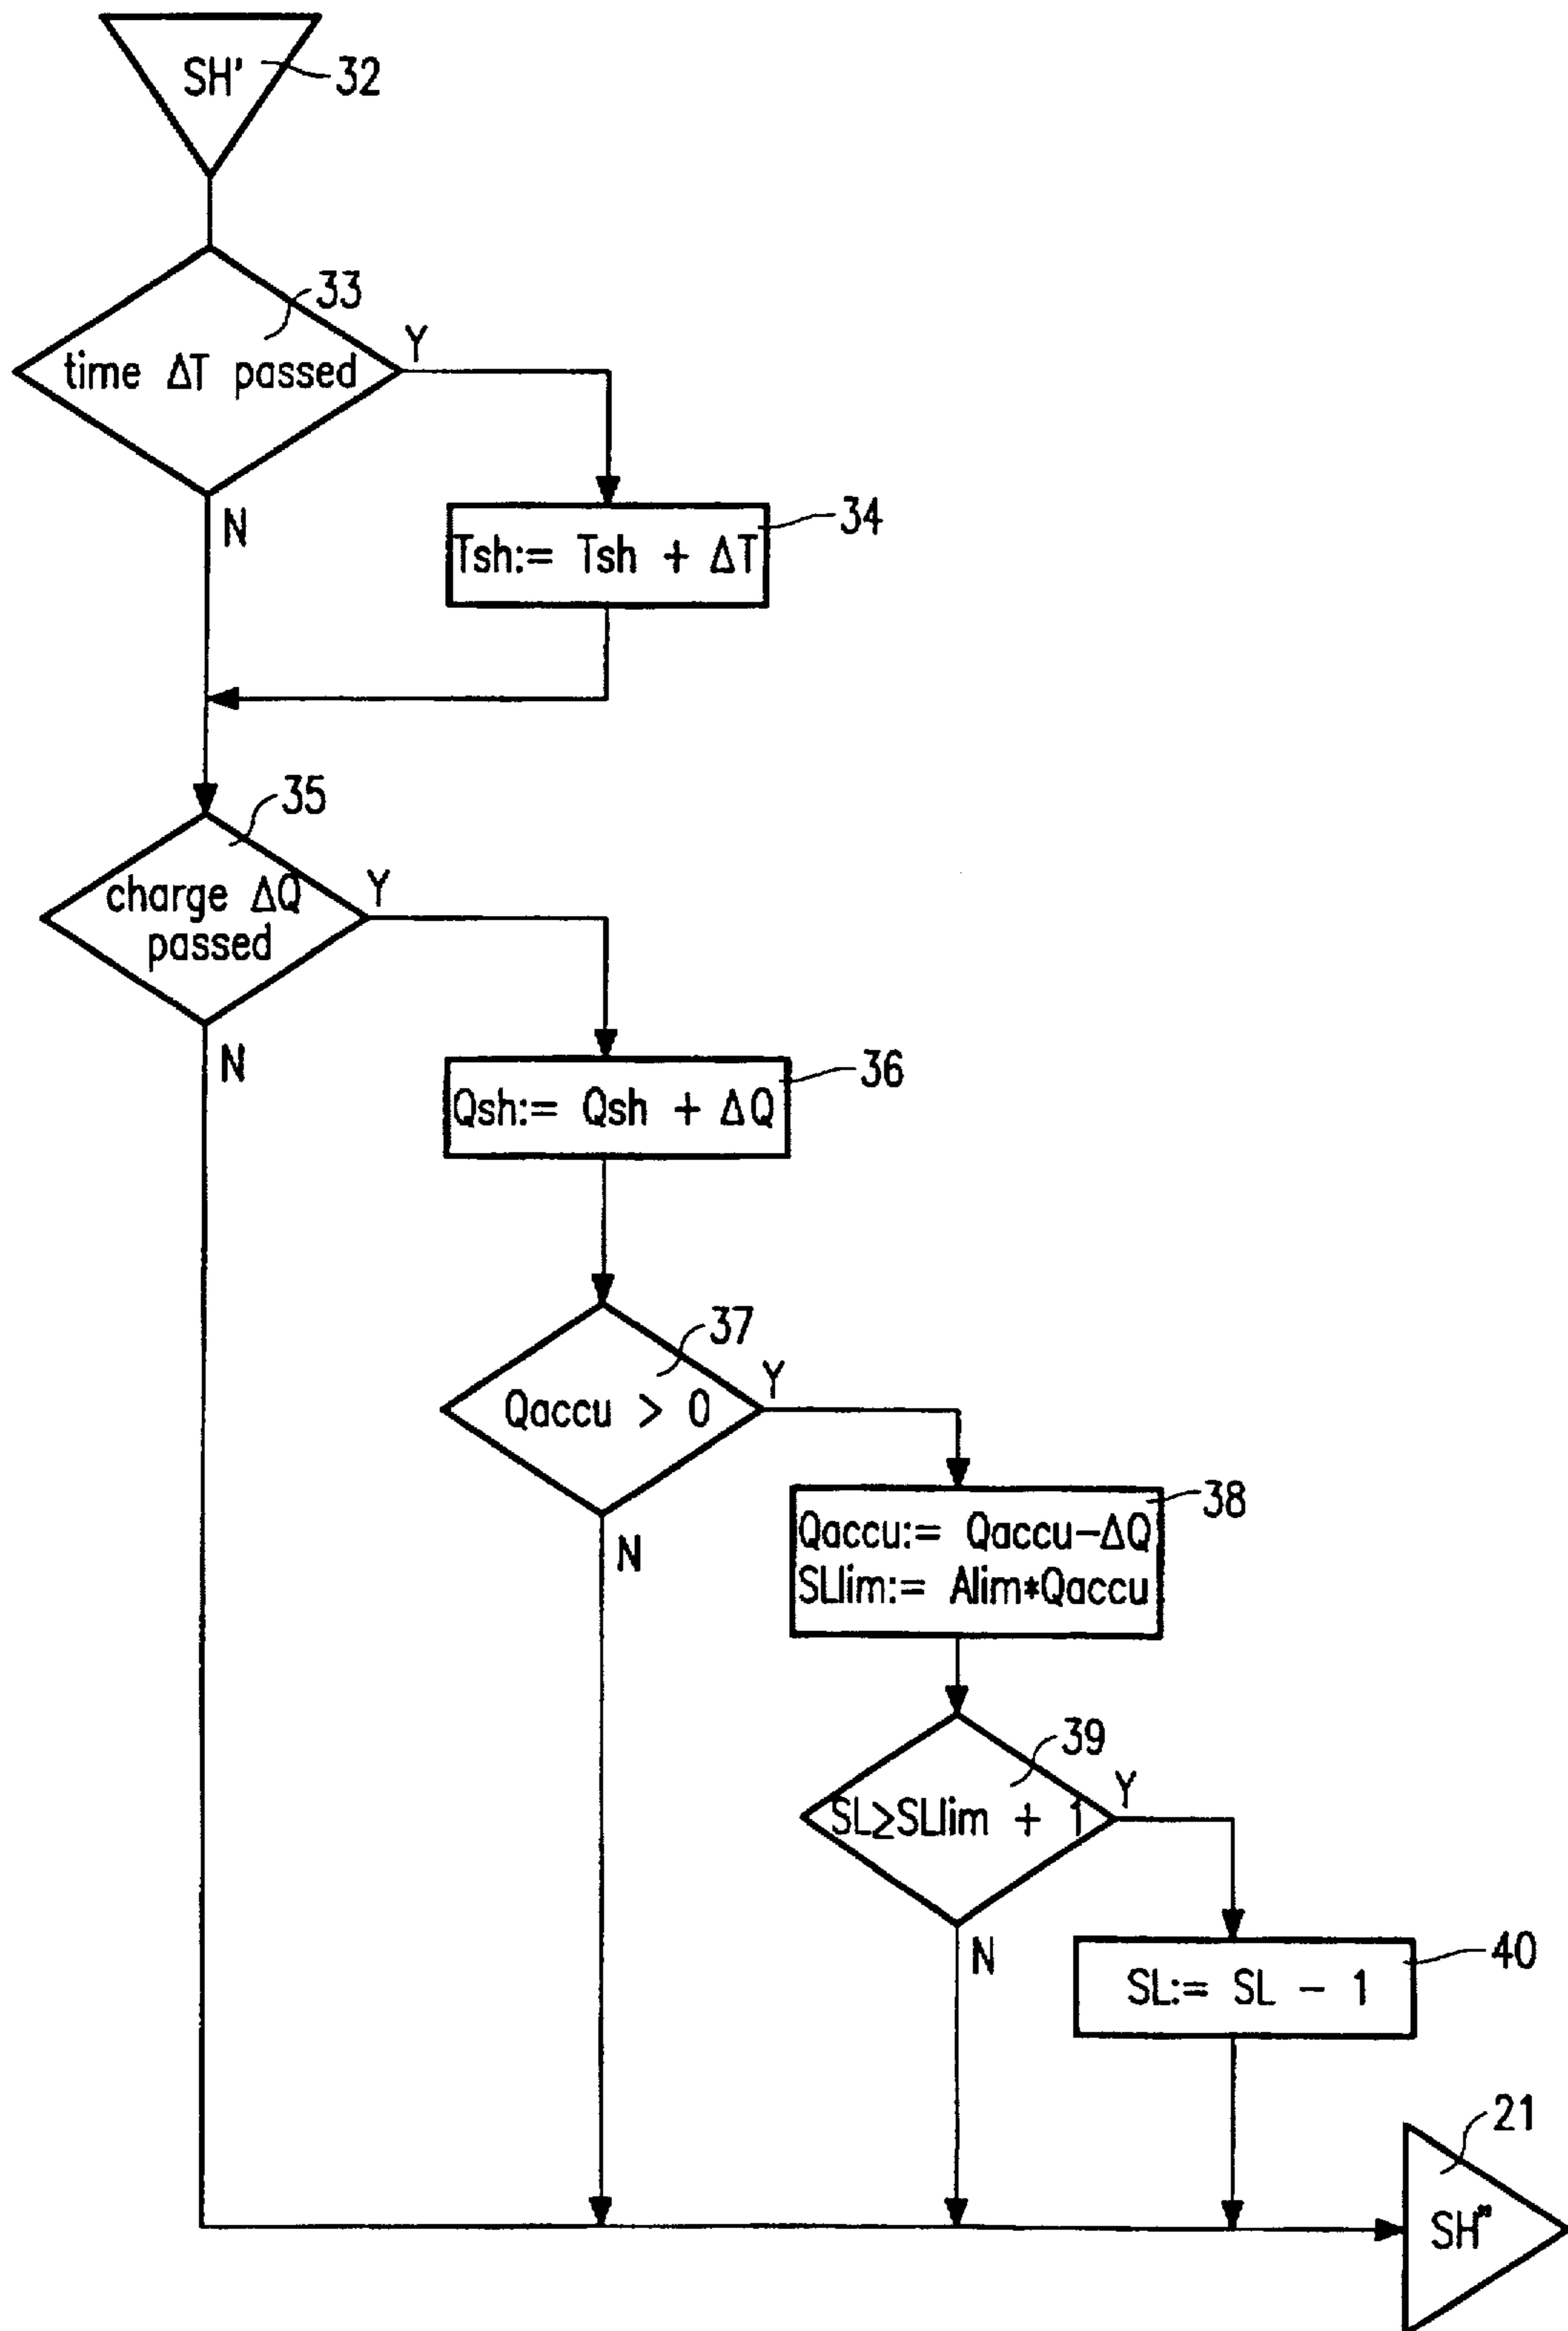 SH' 32
33
time ΔT passed Y
N
34
Tsh:= Tsh + ΔT
35
charge ΔQ
passed
Y
N
36
Qsh:= Qsh + ΔQ
37
Qaccu > 0
Y
N
38
Qaccu:= Qaccu-ΔQ
SLlim:= Alim*Qaccu
39
SL≥SLlim + 1
Y
N
40
SL:= SL - 1
21
SH"